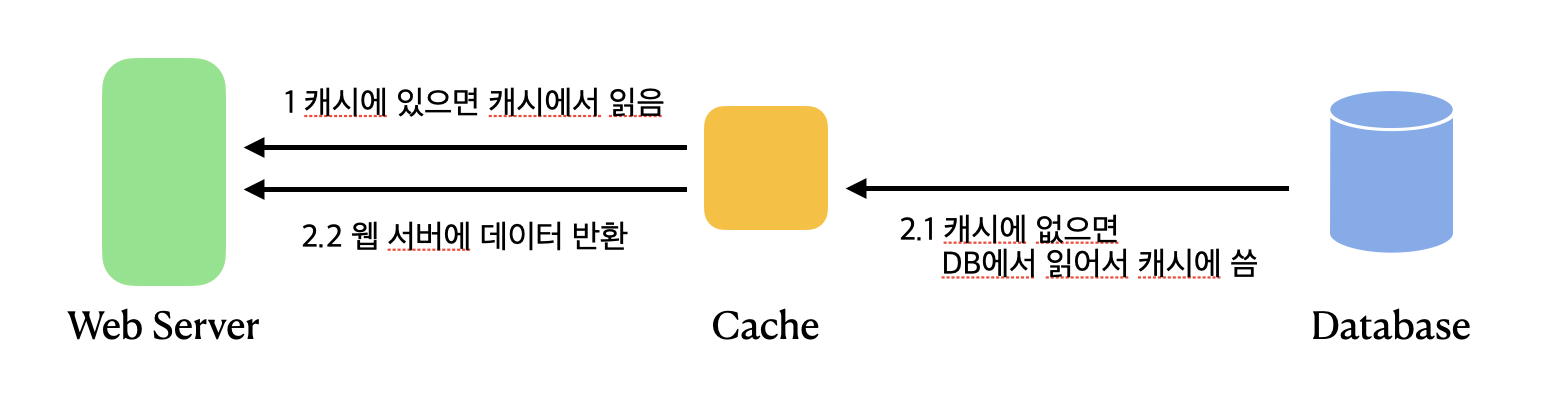 1 캐시에 있으면 캐시에서 읽음
2.2 웹 서버에 데이터 반환
2.1 캐시에 없으면
DB에서 읽어서 캐시에 씀
Web Server
Cache
Database